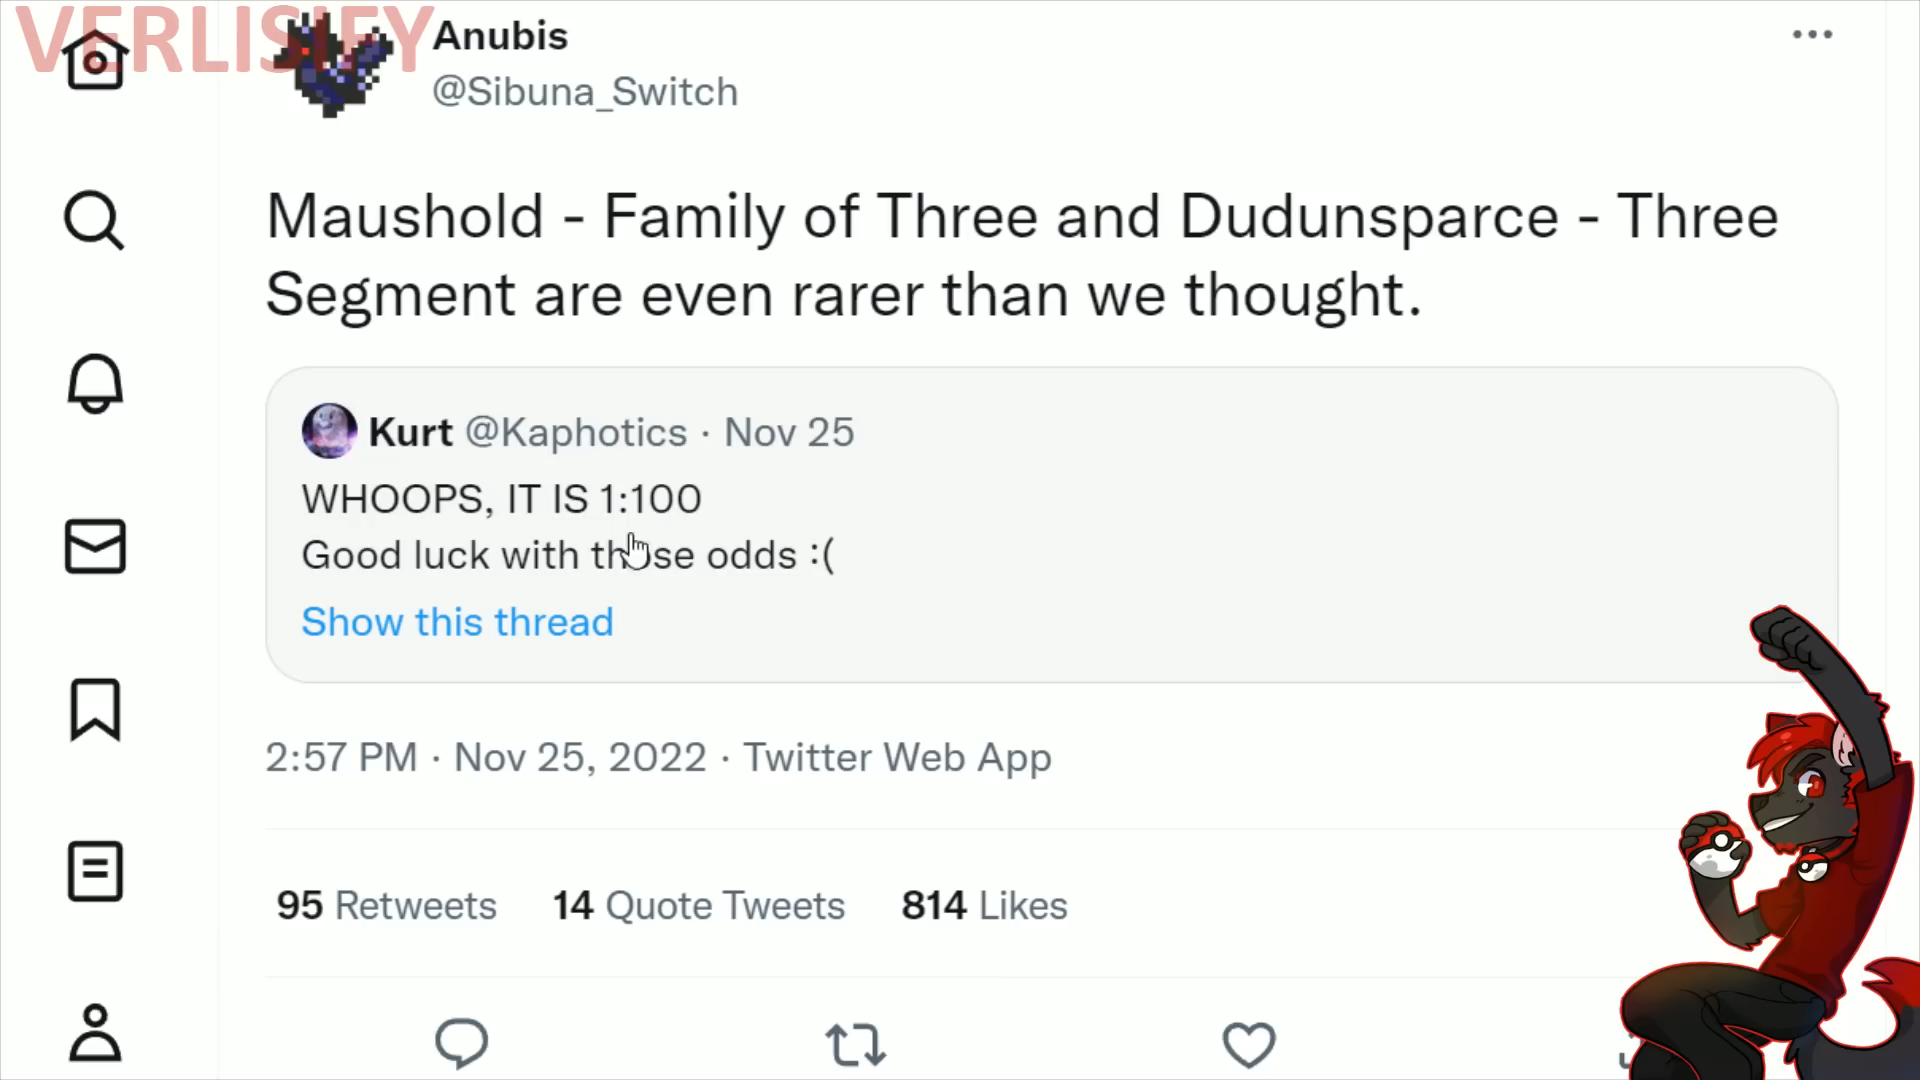 VERLISIFY
Anubis
@Sibuna_Switch
Maushold - Family of Three and Dudunsparce - Three
Segment are even rarer than we thought.
Kurt @Kaphotics · Nov 25
WHOOPS, IT IS 1:100
Good luck with those odds :(
Show this thread
2:57 PM · Nov 25, 2022 · Twitter Web App
95 Retweets 14 Quote Tweets 814 Likes